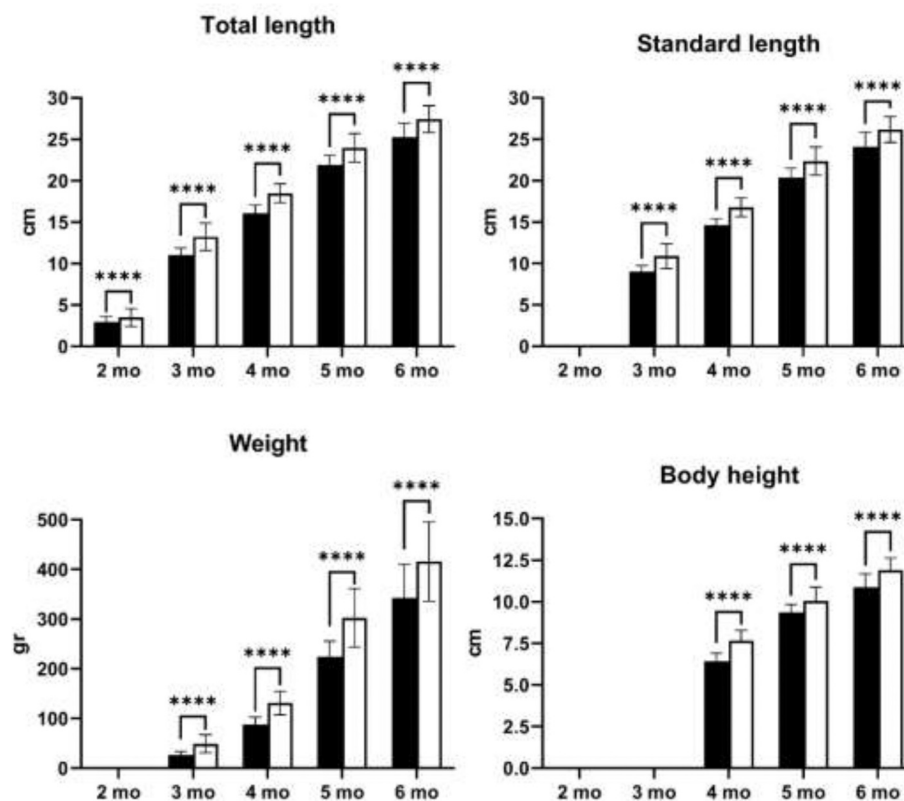 Total length
**** **** **** **** ****
30
25
20
15
10
5
0
cm
2 mo 3 mo 4 mo 5 mo 6 mo
Standard length
**** **** **** ****
30
25
20
15
10
5
0
cm
2 mo 3 mo 4 mo 5 mo 6 mo
Weight
**** **** **** ****
500
400
300
200
100
0
gr
2 mo 3 mo 4 mo 5 mo 6 mo
Body height
**** **** ****
15.0
12.5
10.0
7.5
5.0
2.5
0.0
cm
2 mo 3 mo 4 mo 5 mo 6 mo